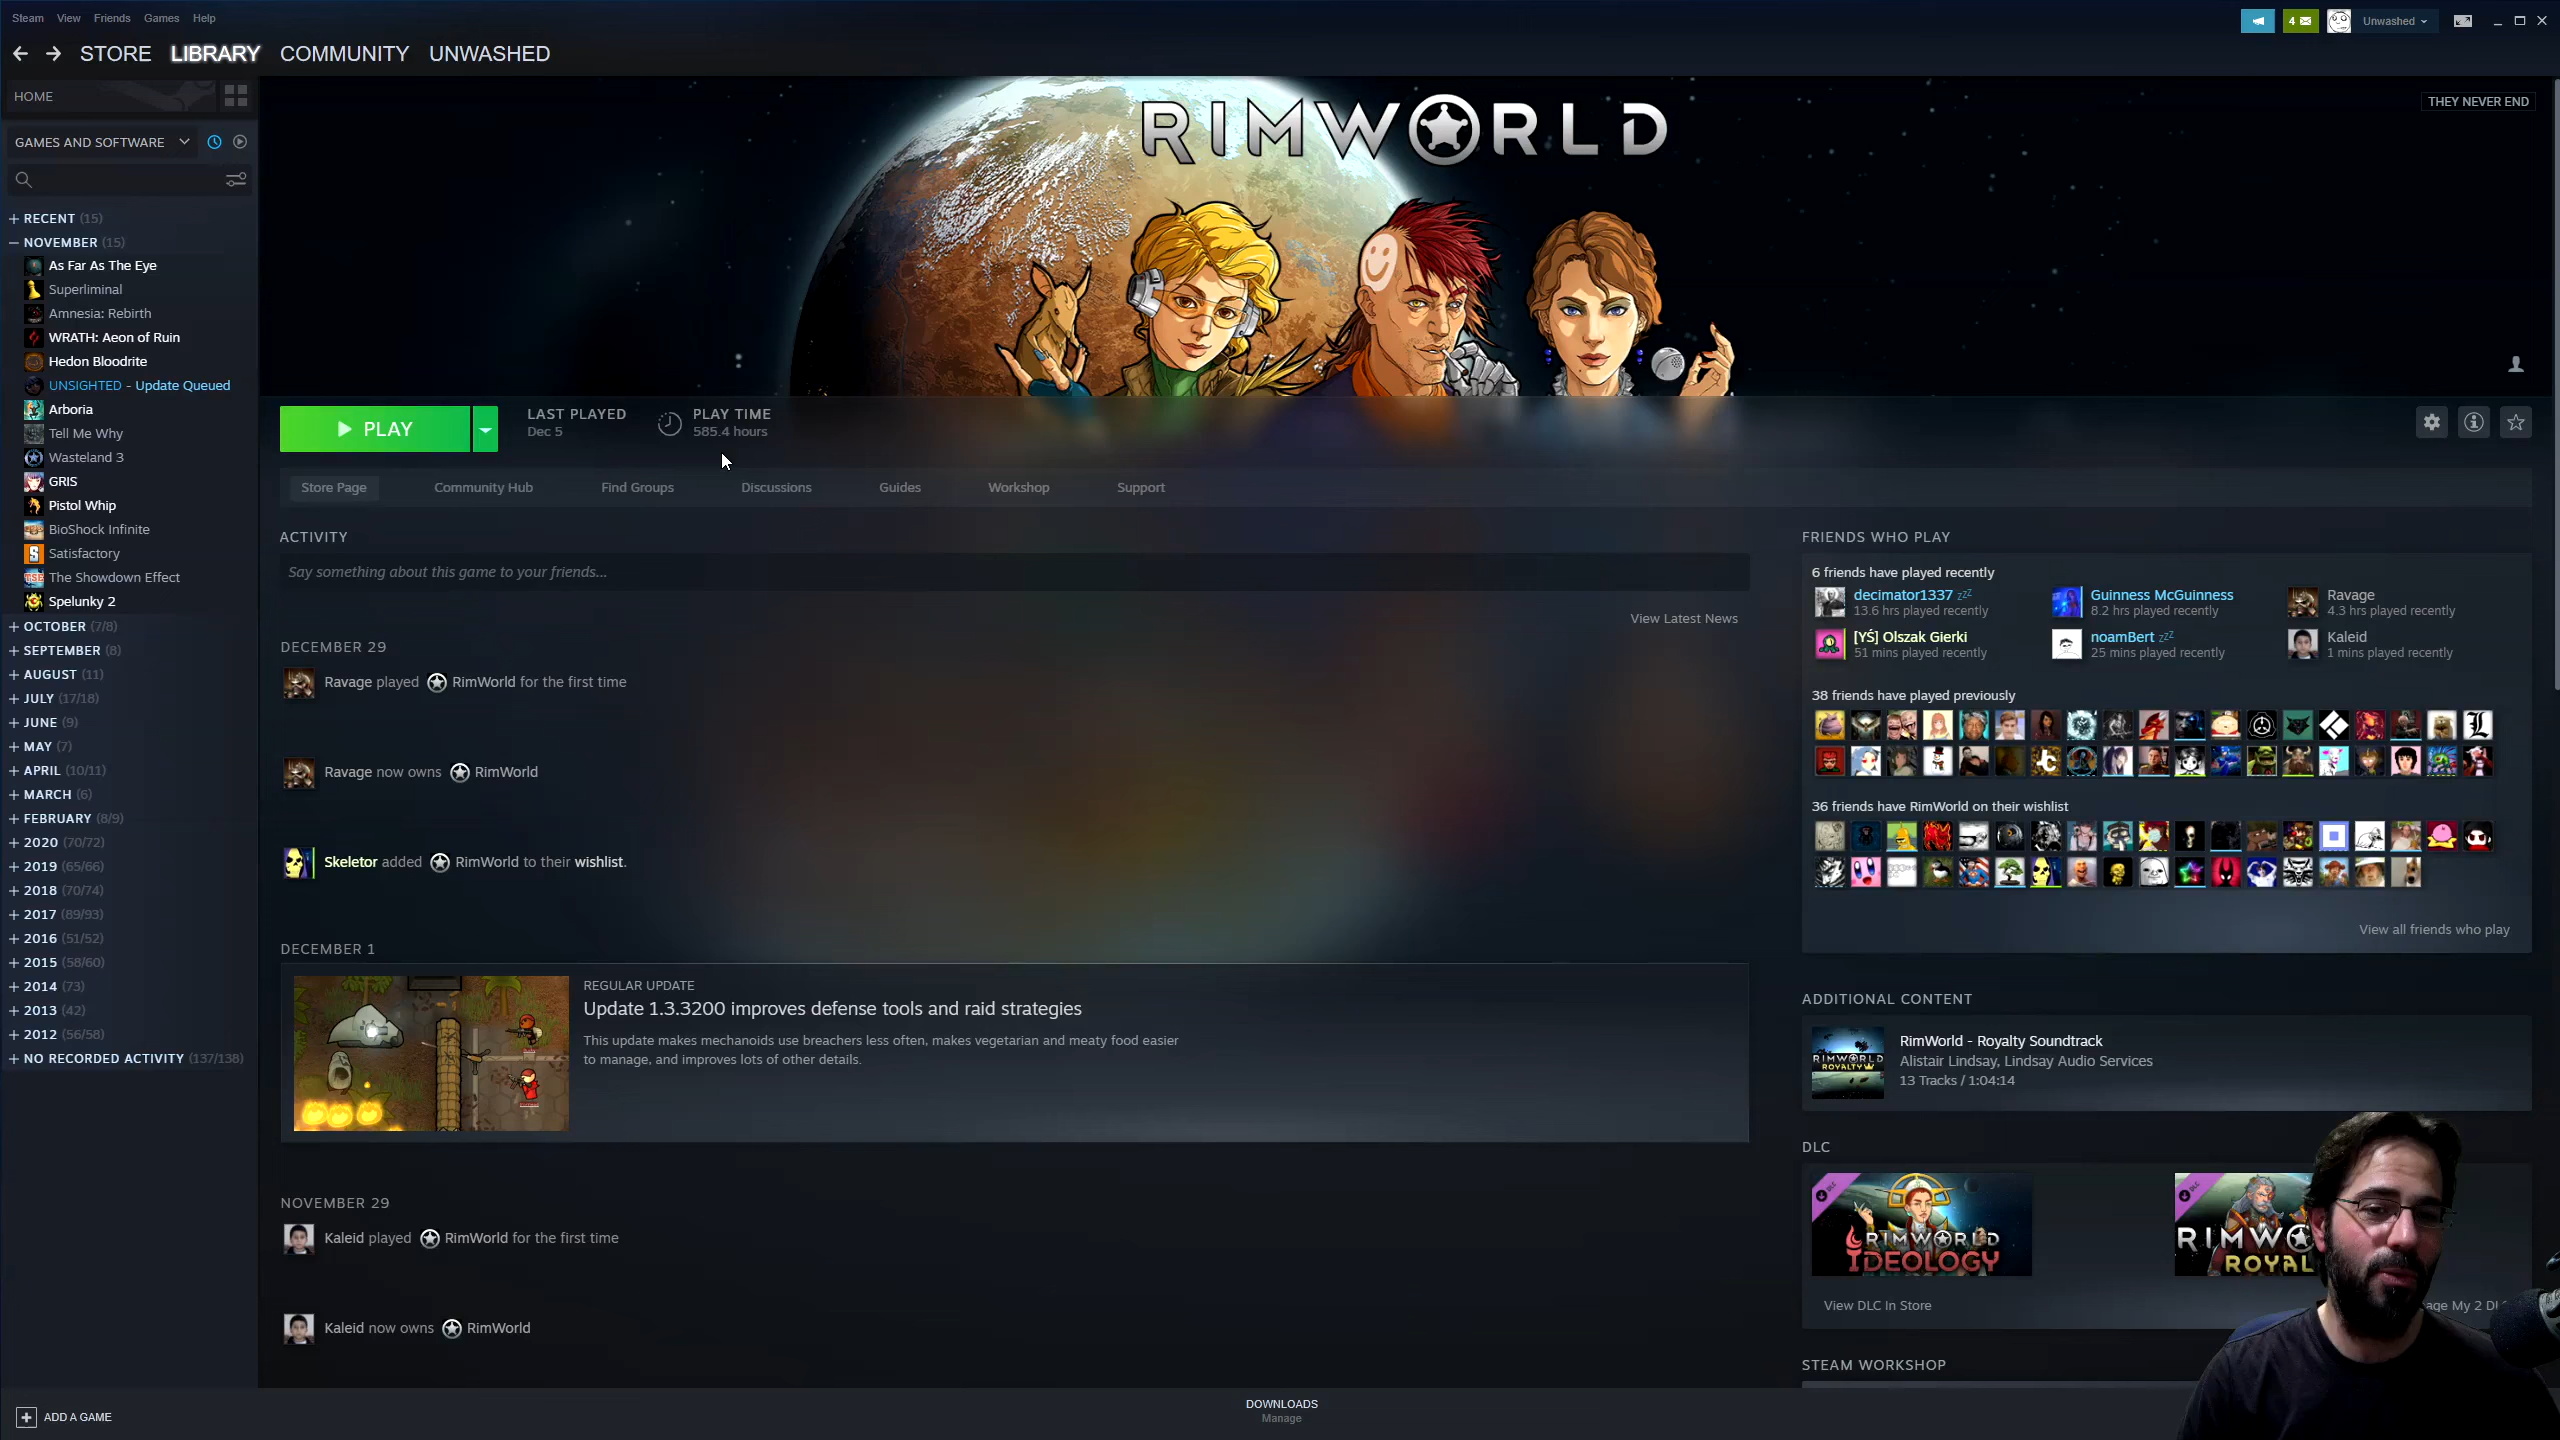 Steam View Friends Games Help
4
Unwashed
STORE LIBRARY COMMUNITY UNWASHED
HOME
GAMES AND SOFTWARE
RECENT (15)
NOVEMBER (15)
As Far As The Eye
Superliminal
Amnesia: Rebirth
WRATH: Aeon of Ruin
Hedon Bloodrite
UNSIGHTED - Update Queued
Arboria
Tell Me Why
Wasteland 3
GRIS
Pistol Whip
BioShock Infinite
Satisfactory
The Showdown Effect
Spelunky 2
OCTOBER (7/8)
SEPTEMBER (8)
AUGUST (11)
JULY (17/18)
JUNE (9)
MAY (7)
APRIL (10/11)
MARCH (6)
FEBRUARY (8/9)
2020 (70/72)
2019 (65/66)
2018 (70/74)
2017 (89/93)
2016 (51/52)
2015 (58/60)
2014 (73)
2013 (42)
2012 (56/58)
NO RECORDED ACTIVITY (137/138)
ADD A GAME
RIMWORLD
THEY NEVER END
PLAY
LAST PLAYED
Dec 5
PLAY TIME
585.4 hours
Store Page Community Hub Find Groups Discussions Guides Workshop Support
ACTIVITY
Say something about this game to your friends...
View Latest News
DECEMBER 29
Ravage played RimWorld for the first time
Ravage now owns RimWorld
Skeletor added RimWorld to their wishlist.
DECEMBER 1
REGULAR UPDATE
Update 1.3.3200 improves defense tools and raid strategies
This update makes mechanoids use breachers less often, makes vegetarian and meaty food easier
to manage, and improves lots of other details.
NOVEMBER 29
Kaleid played RimWorld for the first time
Kaleid now owns RimWorld
FRIENDS WHO PLAY
6 friends have played recently
decimator1337 zzz
13.6 hrs played recently
Guinness McGuinness
8.2 hrs played recently
Ravage
4.3 hrs played recently
[YŚ] Olszak Gierki
51 mins played recently
noamBert zzz
25 mins played recently
Kaleid
1 mins played recently
38 friends have played previously
36 friends have RimWorld on their wishlist
View all friends who play
ADDITIONAL CONTENT
RIMWORLD
ROYALTY
RimWorld - Royalty Soundtrack
Alistair Lindsay, Lindsay Audio Services
13 Tracks / 1:04:14
DLC
DLC
RIMWORLD
IDEOLOGY
DLC
RIMWO
ROYAL
View DLC In Store
age My 2 DL
STEAM WORKSHOP
DOWNLOADS
Manage